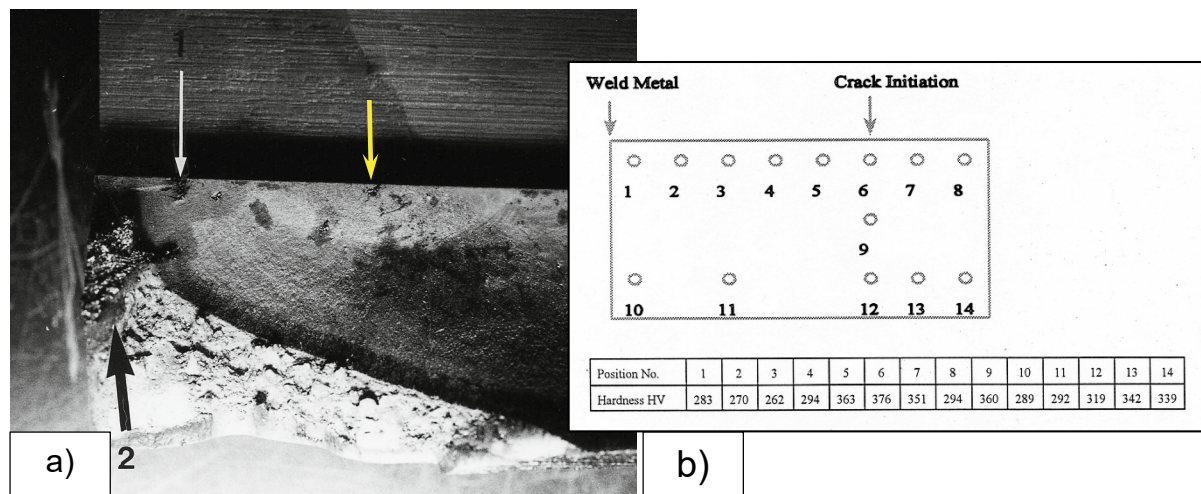 1
2
a)
Weld Metal Crack Initiation
1 2 3 4 5 6 7 8
9
10 11 12 13 14
Position No. 1 2 3 4 5 6 7 8 9 10 11 12 13 14
Hardness HV 283 270 262 294 363 376 351 294 360 289 292 319 342 339
b)